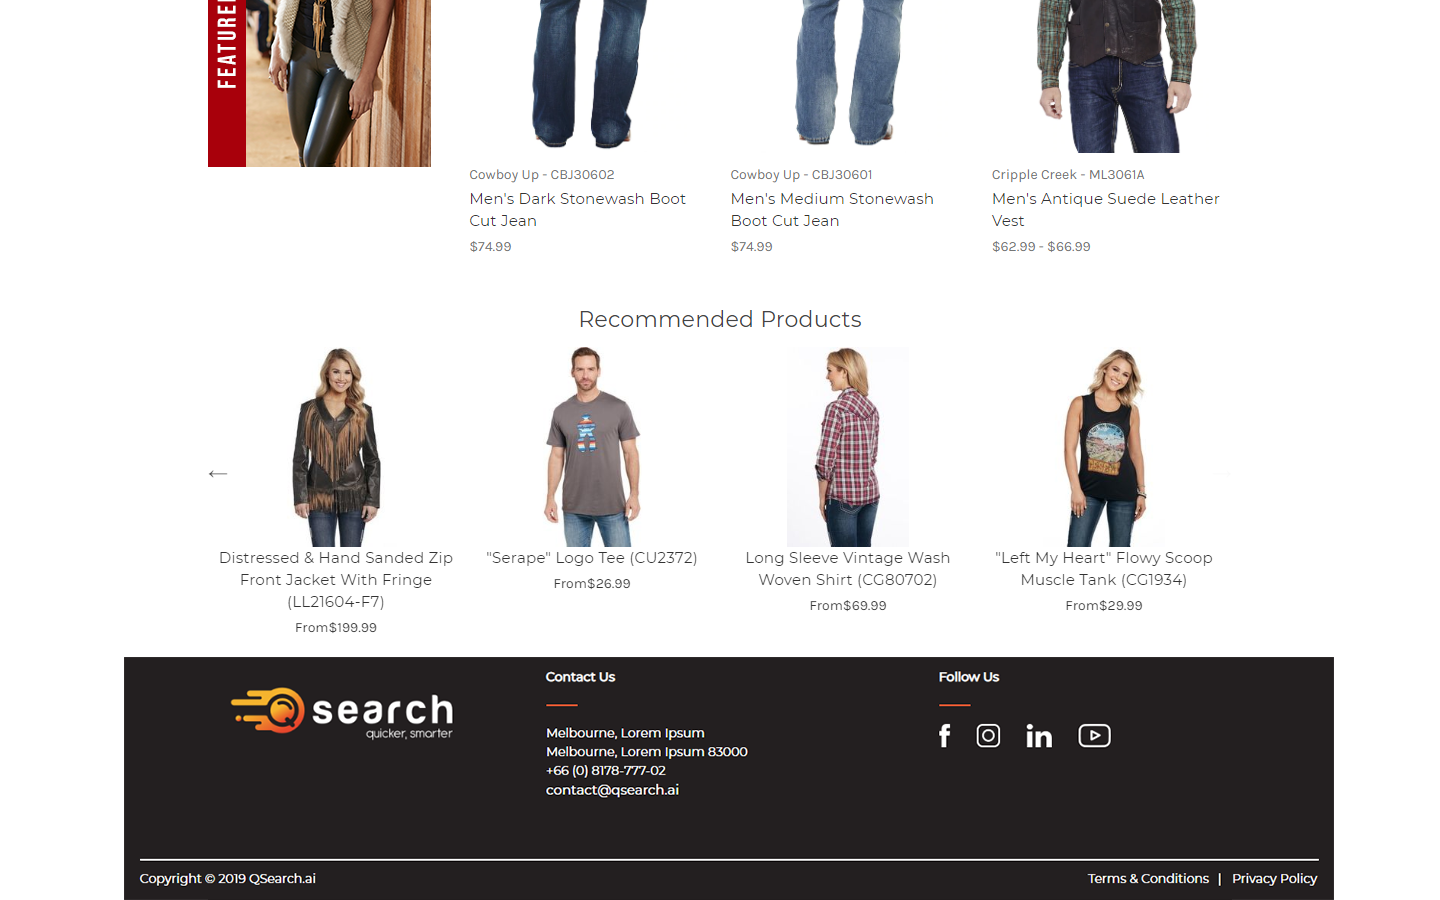 FEATURED
Cowboy Up - CBJ30602
Men's Dark Stonewash Boot
Cut Jean
$74.99
Cowboy Up - CBJ30601
Men's Medium Stonewash
Boot Cut Jean
$74.99
Cripple Creek - ML3061A
Men's Antique Suede Leather
Vest
$62.99 - $66.99
Recommended Products
←
Distressed & Hand Sanded Zip
Front Jacket With Fringe
(LL21604-F7)
From$199.99
"Serape" Logo Tee (CU2372)
From$26.99
Long Sleeve Vintage Wash
Woven Shirt (CG80702)
From$69.99
"Left My Heart" Flowy Scoop
Muscle Tank (CG1934)
From$29.99
Q search
quicker, smarter
Contact Us
Melbourne, Lorem Ipsum
Melbourne, Lorem Ipsum 83000
+66 (0) 8178-777-02
contact@qsearch.ai
Follow Us
f
in
Copyright © 2019 QSearch.ai
Terms & Conditions | Privacy Policy